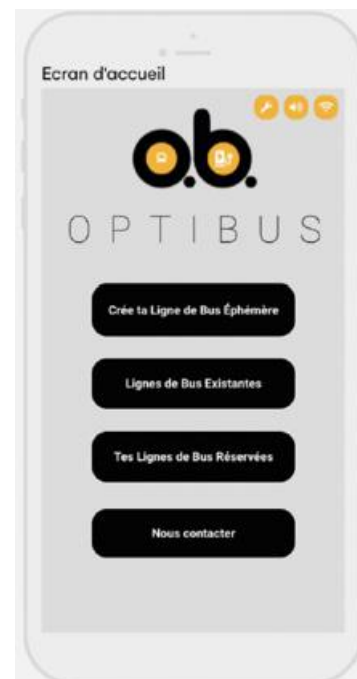 Ecran d'accueil
o.b.
OPTIBUS
Crée ta Ligne de Bus Éphémère
Lignes de Bus Existantes
Tes Lignes de Bus Réservées
Nous contacter